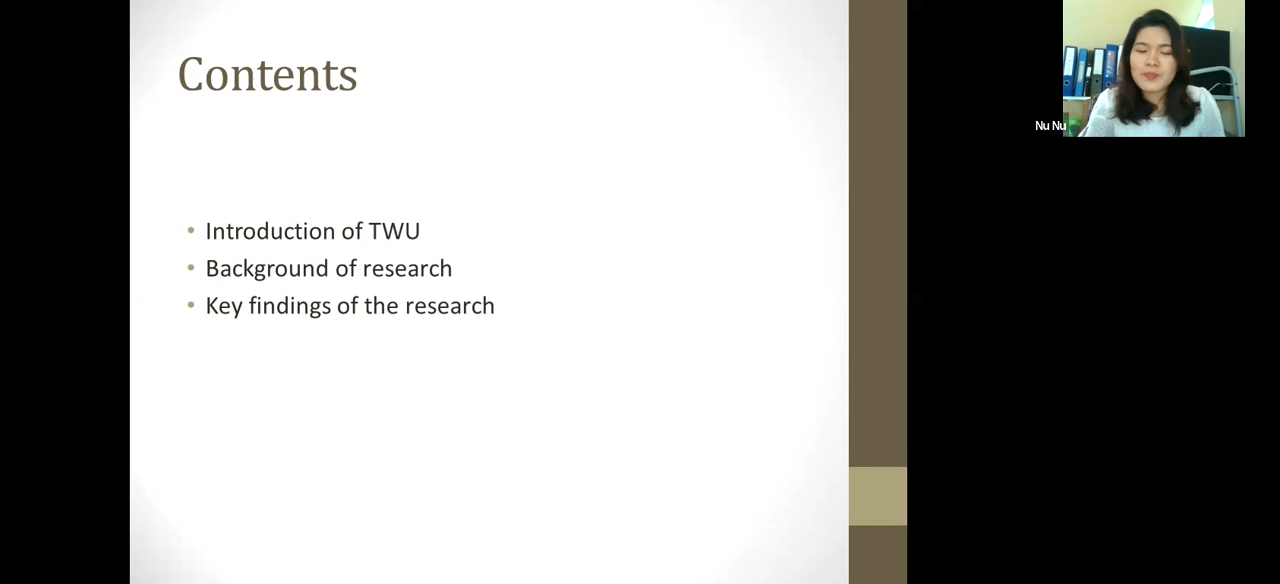 Contents
• Introduction of TWU
• Background of research
• Key findings of the research
Nu Nu